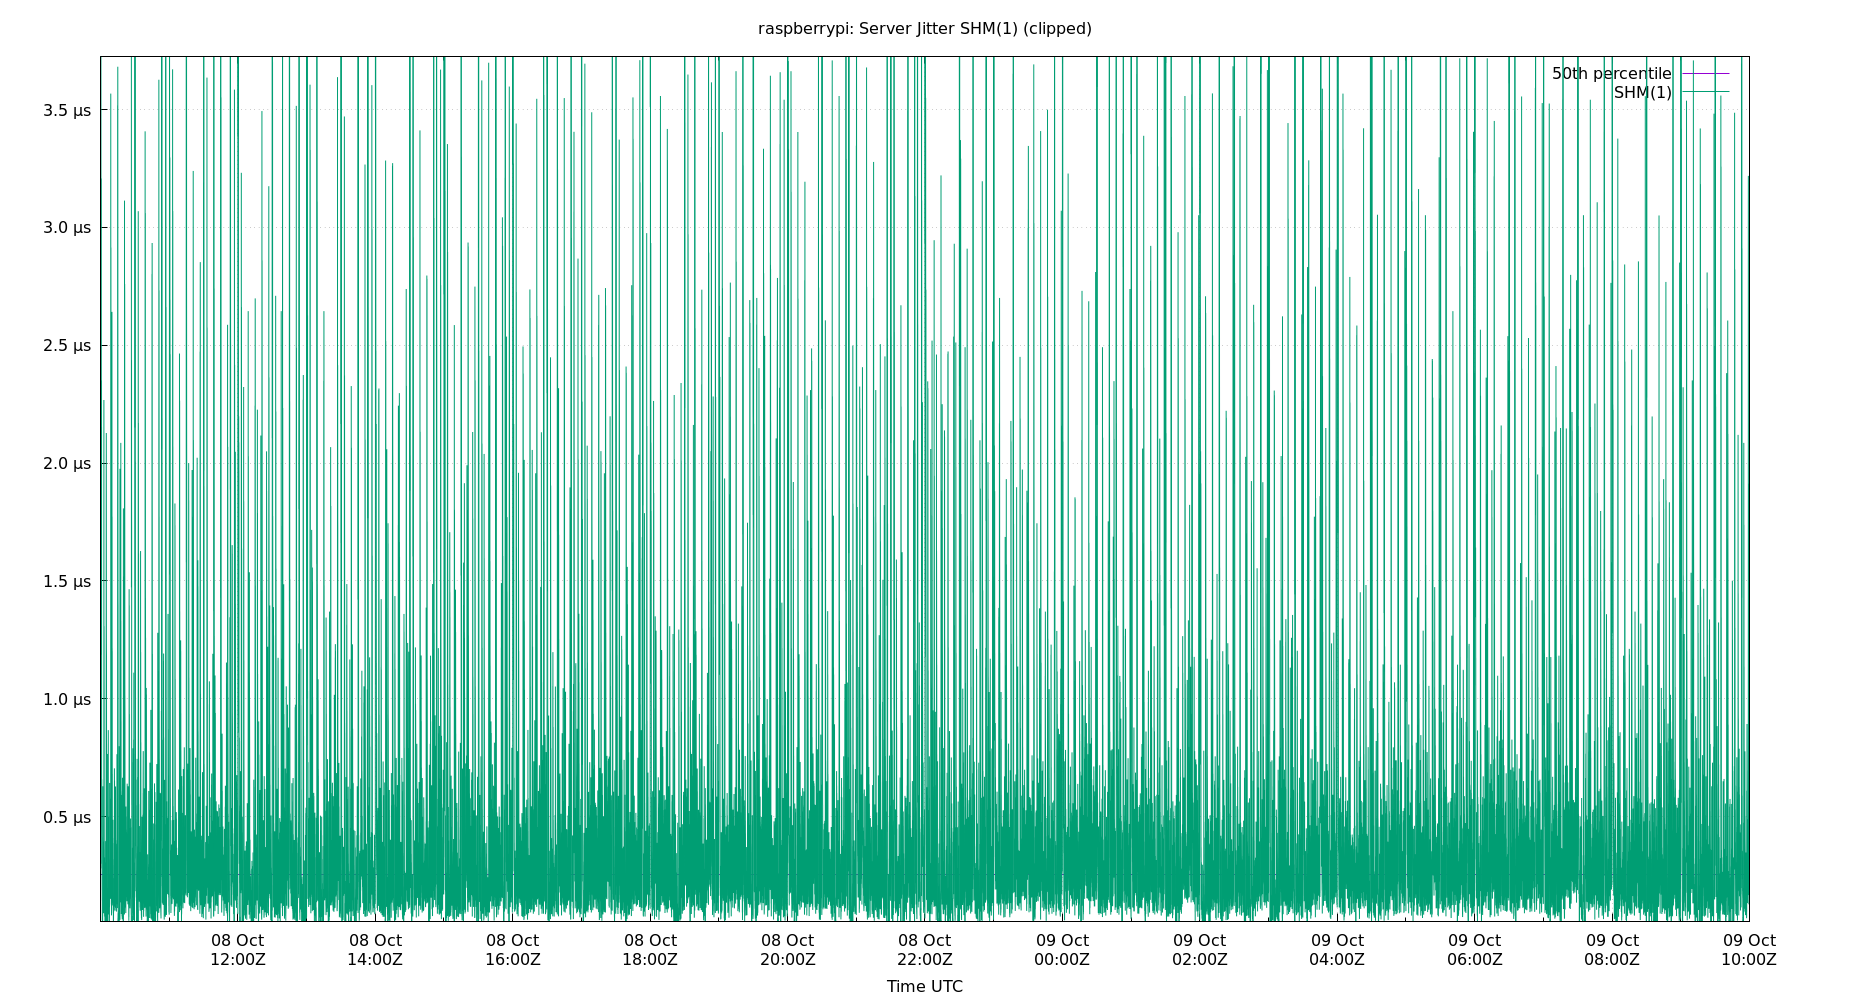 raspberrypi: Server Jitter SHM(1) (clipped)
50th percentile
SHM(1)
3.5 µs
3.0 µs
2.5 µs
2.0 µs
1.5 µs
1.0 µs
0.5 µs
08 Oct 08 Oct 08 Oct 08 Oct 08 Oct 08 Oct 09 Oct 09 Oct 09 Oct 09 Oct 09 Oct 09 Oct
12:00Z 14:00Z 16:00Z 18:00Z 20:00Z 22:00Z 00:00Z 02:00Z 04:00Z 06:00Z 08:00Z 10:00Z
Time UTC